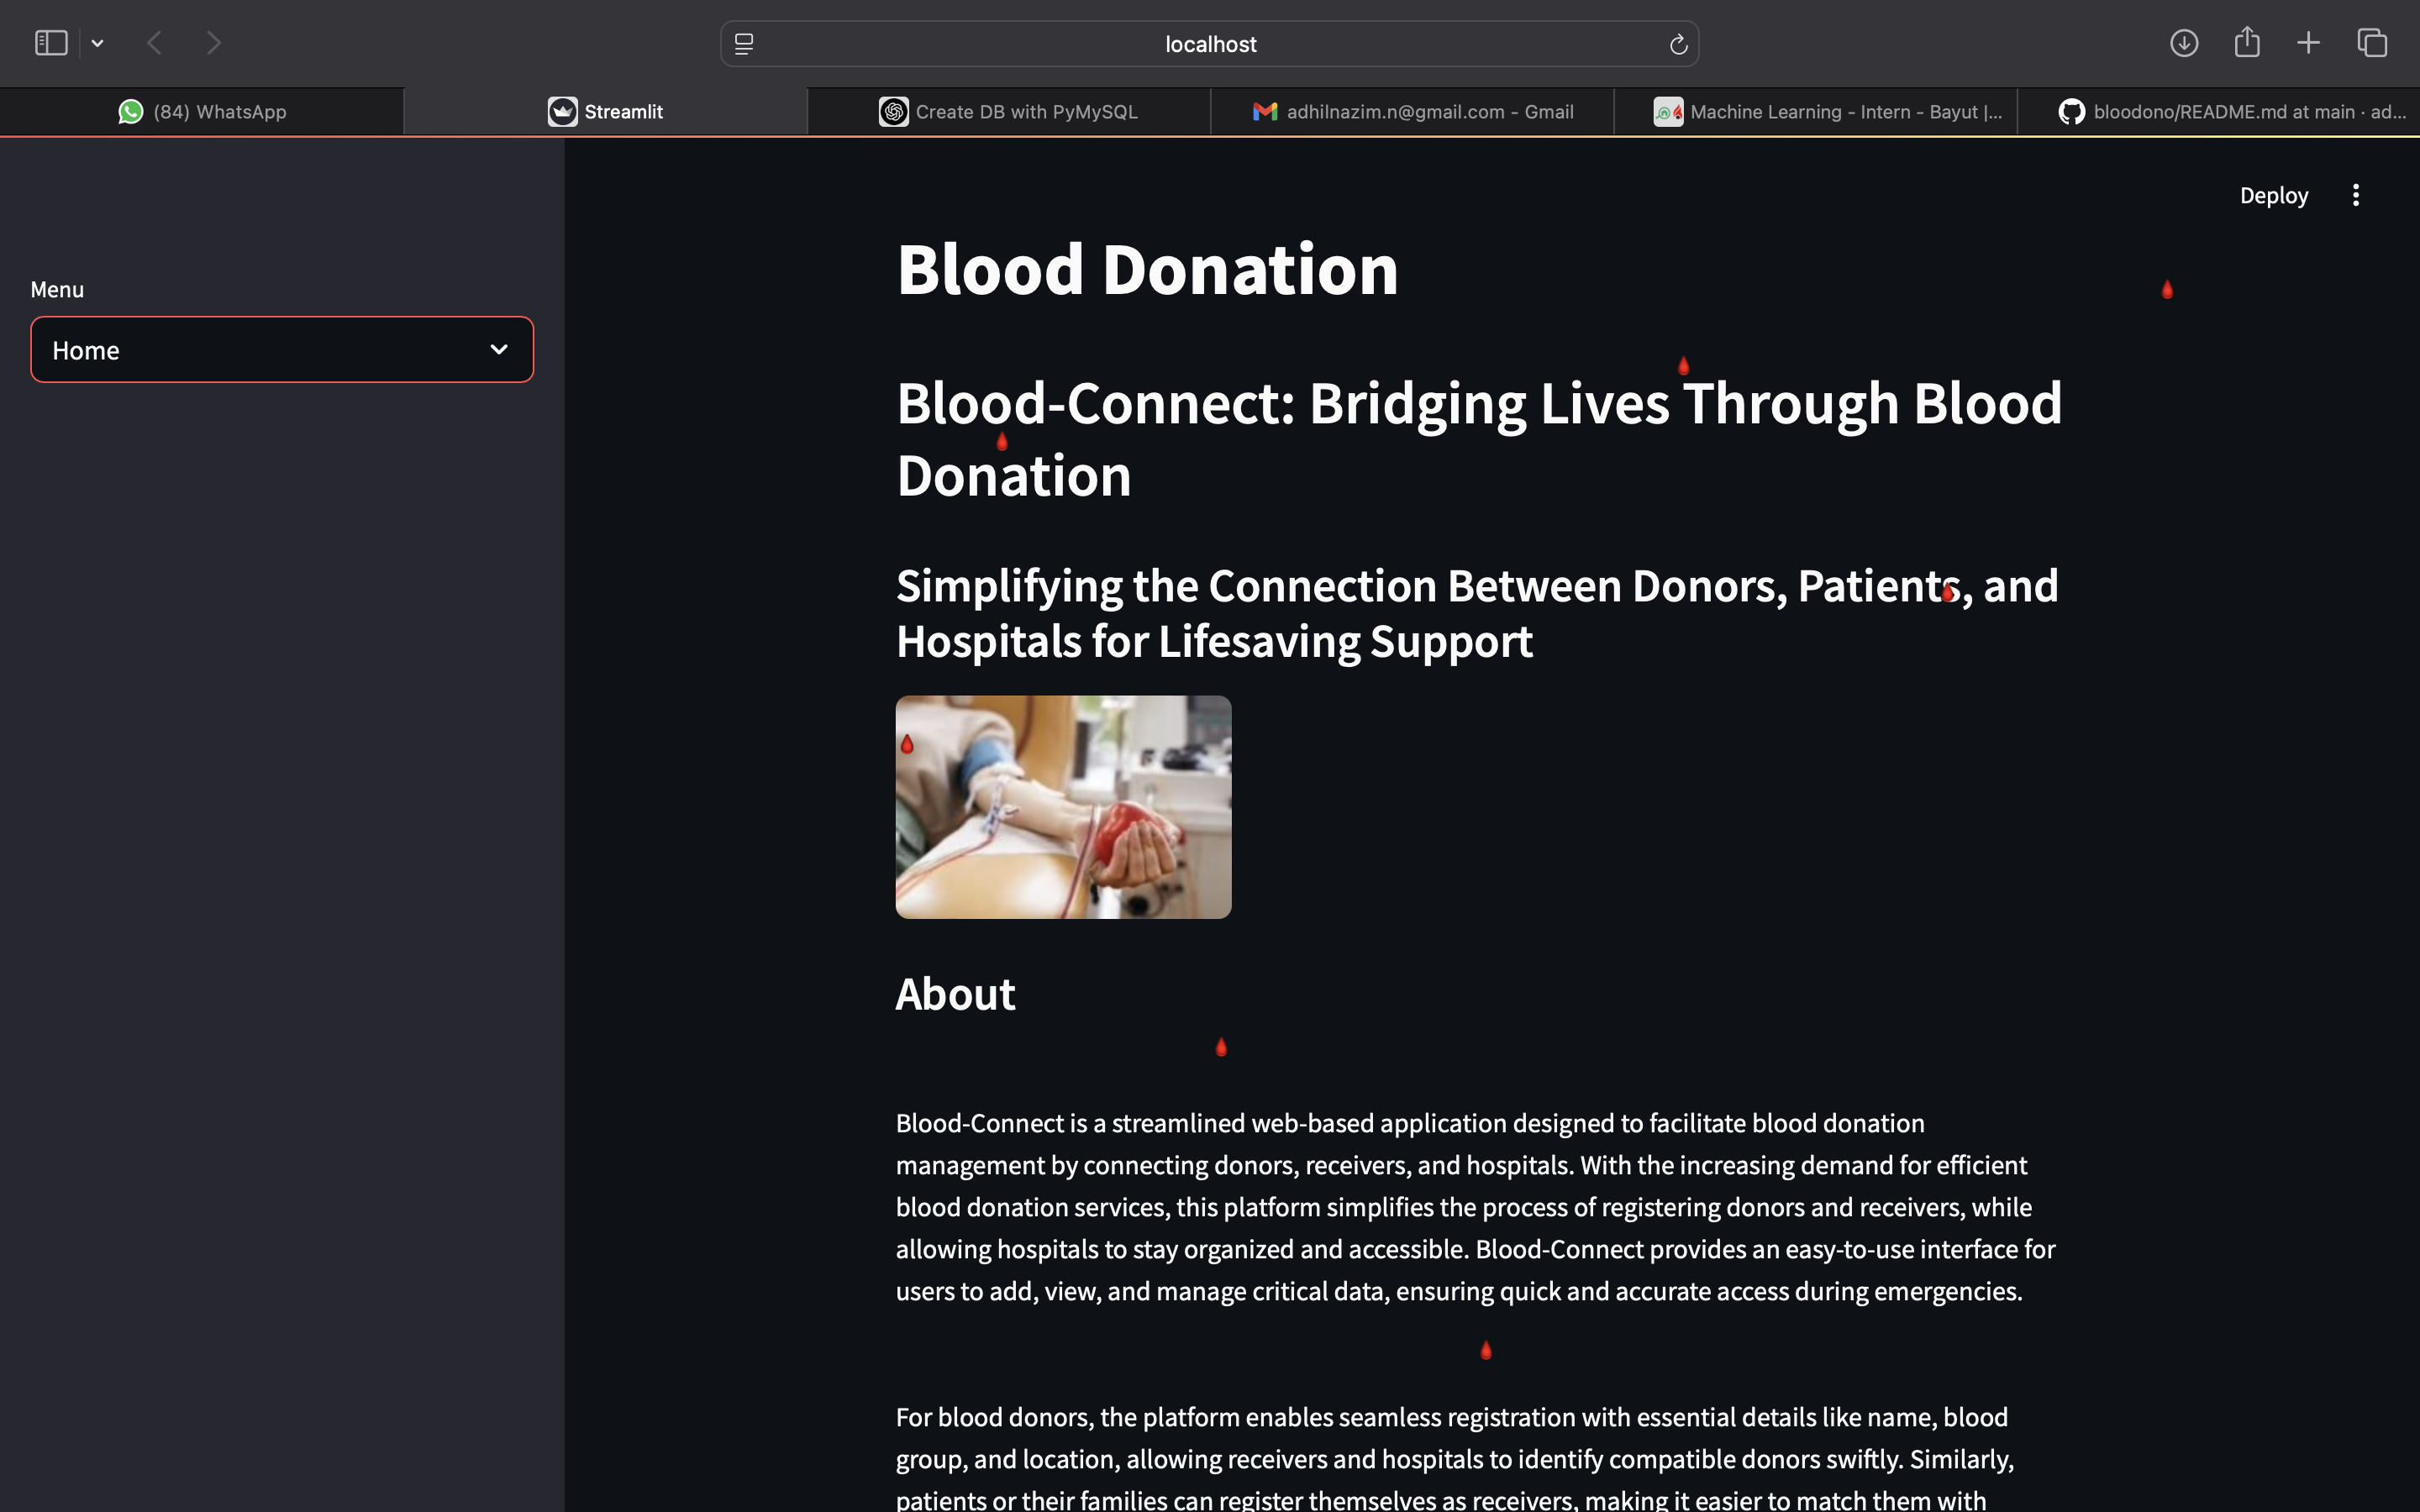 localhost
(84) WhatsApp
Streamlit
Create DB with PyMySQL
adhilnazim.n@gmail.com - Gmail
Machine Learning - Intern - Bayut |...
bloodono/README.md at main · ad...
Deploy
Menu
Home
Blood Donation
Blood-Connect: Bridging Lives Through Blood
Donation
Simplifying the Connection Between Donors, Patients, and
Hospitals for Lifesaving Support
About
Blood-Connect is a streamlined web-based application designed to facilitate blood donation
management by connecting donors, receivers, and hospitals. With the increasing demand for efficient
blood donation services, this platform simplifies the process of registering donors and receivers, while
allowing hospitals to stay organized and accessible. Blood-Connect provides an easy-to-use interface for
users to add, view, and manage critical data, ensuring quick and accurate access during emergencies.
For blood donors, the platform enables seamless registration with essential details like name, blood
group, and location, allowing receivers and hospitals to identify compatible donors swiftly. Similarly,
patients or their families can register themselves as receivers, making it easier to match them with